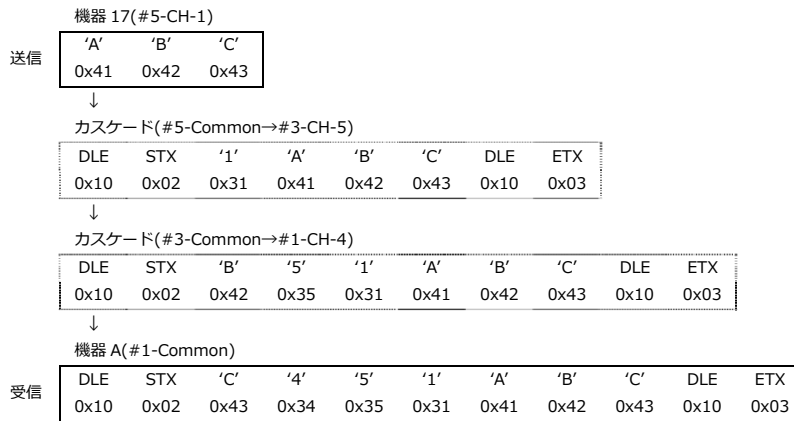 機器 17(#5-CH-1)
送信
‘A’ ‘B’ ‘C’
0x41 0x42 0x43
↓
カスケード(#5-Common→#3-CH-5)
DLE STX ‘1’ ‘A’ ‘B’ ‘C’ DLE ETX
0x10 0x02 0x31 0x41 0x42 0x43 0x10 0x03
↓
カスケード(#3-Common→#1-CH-4)
DLE STX ‘B’ ‘5’ ‘1’ ‘A’ ‘B’ ‘C’ DLE ETX
0x10 0x02 0x42 0x35 0x31 0x41 0x42 0x43 0x10 0x03
↓
機器 A(#1-Common)
受信
DLE STX ‘C’ ‘4’ ‘5’ ‘1’ ‘A’ ‘B’ ‘C’ DLE ETX
0x10 0x02 0x43 0x34 0x35 0x31 0x41 0x42 0x43 0x10 0x03